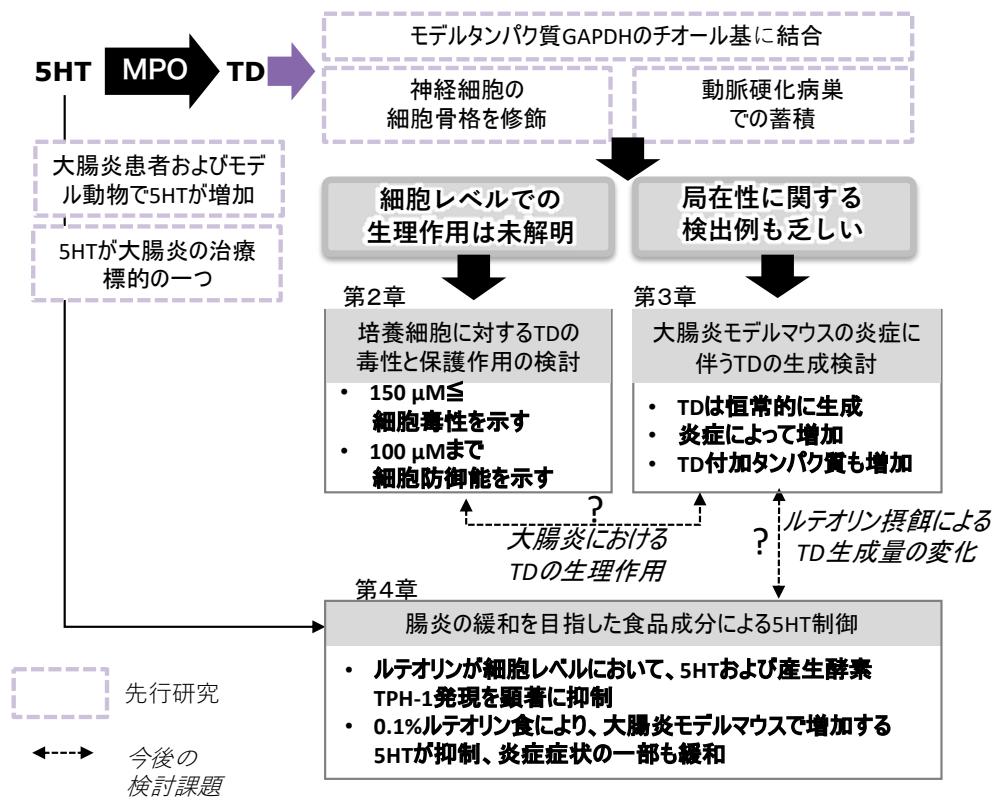 モデルタンパク質GAPDHのチオール基に結合
5HT MPO TD
神経細胞の
細胞骨格を修飾
動脈硬化病巣
での蓄積
大腸炎患者およびモデ
ル動物で5HTが増加
5HTが大腸炎の治療
標的の一つ
細胞レベルでの
生理作用は未解明
局在性に関する
検出例も乏しい
第2章
培養細胞に対するTDの
毒性と保護作用の検討
• 150 μM≦
細胞毒性を示す
• 100 μMまで
細胞防御能を示す
第3章
大腸炎モデルマウスの炎症に
伴うTDの生成検討
• TDは恒常的に生成
• 炎症によって増加
• TD付加タンパク質も増加
?
大腸炎における
TDの生理作用
?
ルテオリン摂餌による
TD生成量の変化
第4章
腸炎の緩和を目指した食品成分による5HT制御
• ルテオリンが細胞レベルにおいて、5HTおよび産生酵素
TPH-1発現を顕著に抑制
• 0.1%ルテオリン食により、大腸炎モデルマウスで増加する
5HTが抑制、炎症症状の一部も緩和
先行研究
今後の
検討課題